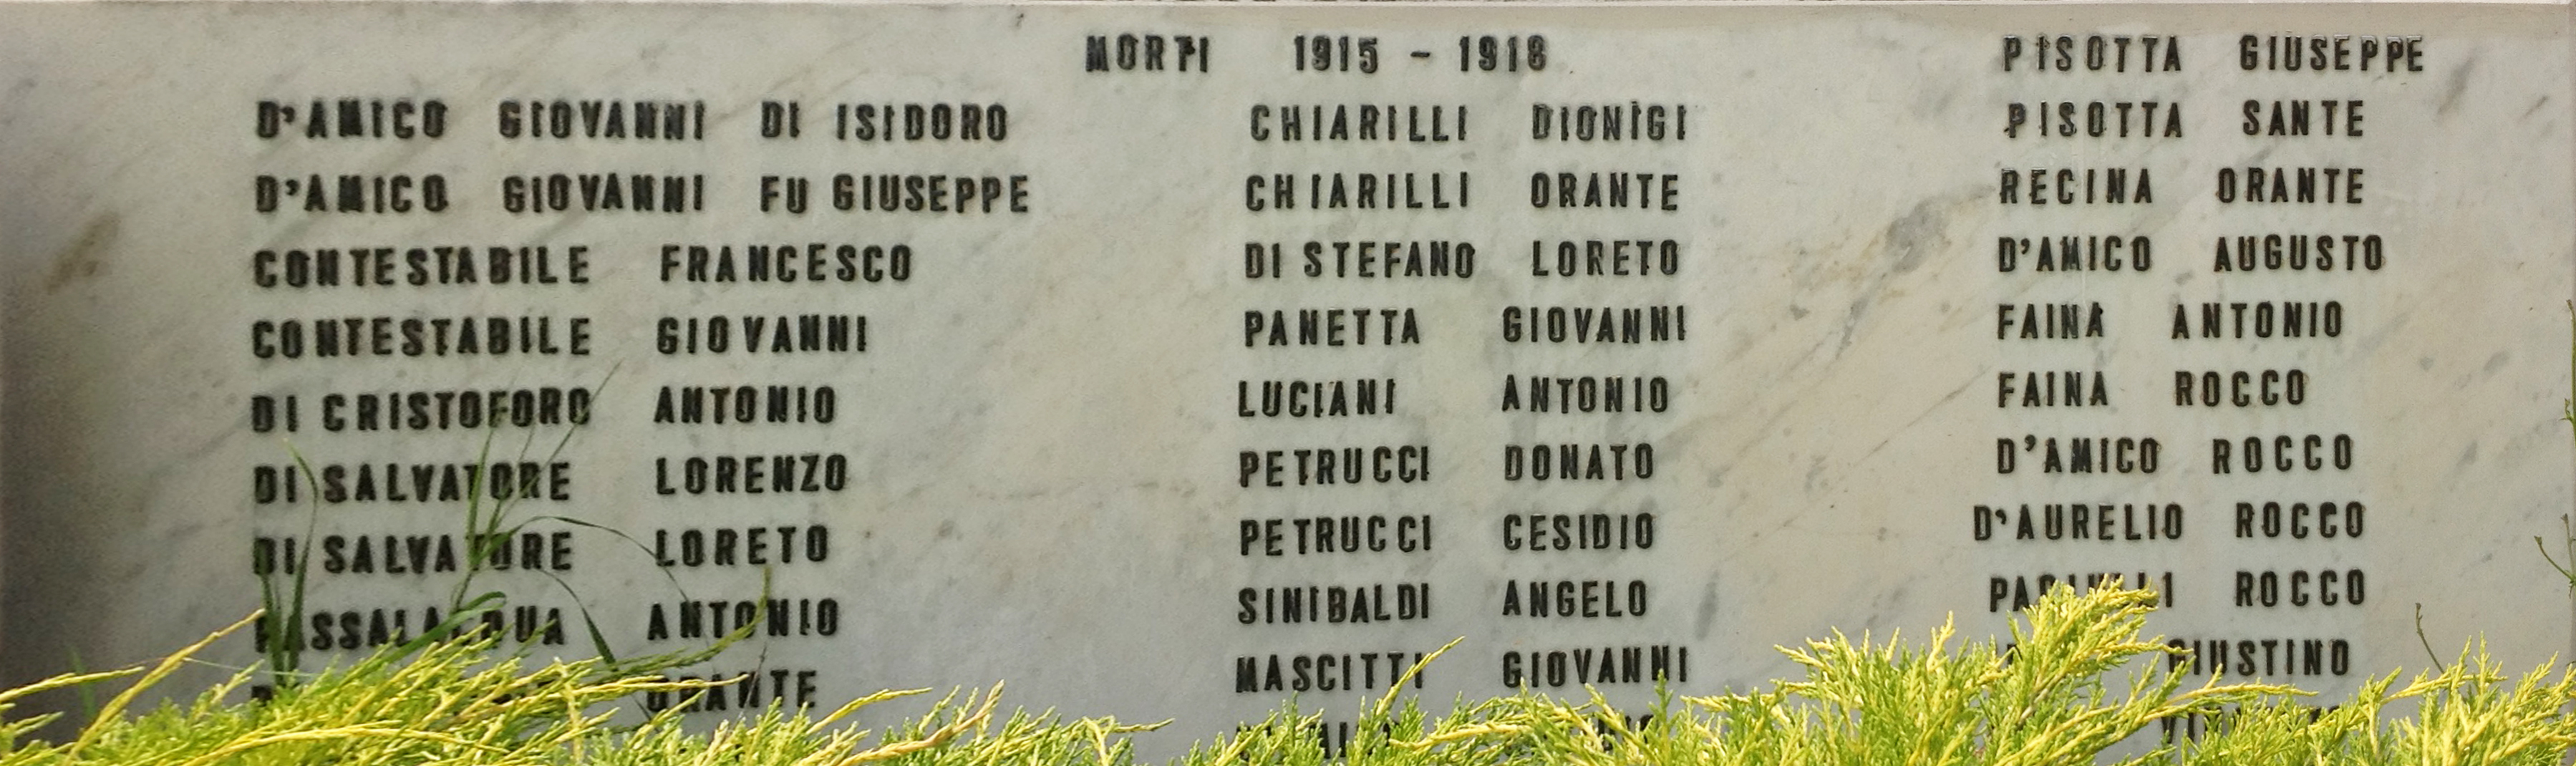 MORTI 1915 - 1918
D'AMICO GIOVANNI DI ISIDORO
D'AMICO GIOVANNI FU GIUSEPPE
CONTESTABILE FRANCESCO
CONTESTABILE GIOVANNI
DI CRISTOFORO ANTONIO
DI SALVATORE LORENZO
DI SALVATORE LORETO
PASSALACQUA ANTONIO
ORANTE
CHIARILLI DIONIGI
CHIARILLI ORANTE
DI STEFANO LORETO
PANETTA GIOVANNI
LUCIANI ANTONIO
PETRUCCI DONATO
PETRUCCI CESIDIO
SINIBALDI ANGELO
MASCITTI GIOVANNI
PISOTTA GIUSEPPE
PISOTTA SANTE
RECINA ORANTE
D'AMICO AUGUSTO
FAINA ANTONIO
FAINA ROCCO
D'AMICO ROCCO
D'AURELIO ROCCO
ROCCO
GIUSTINO